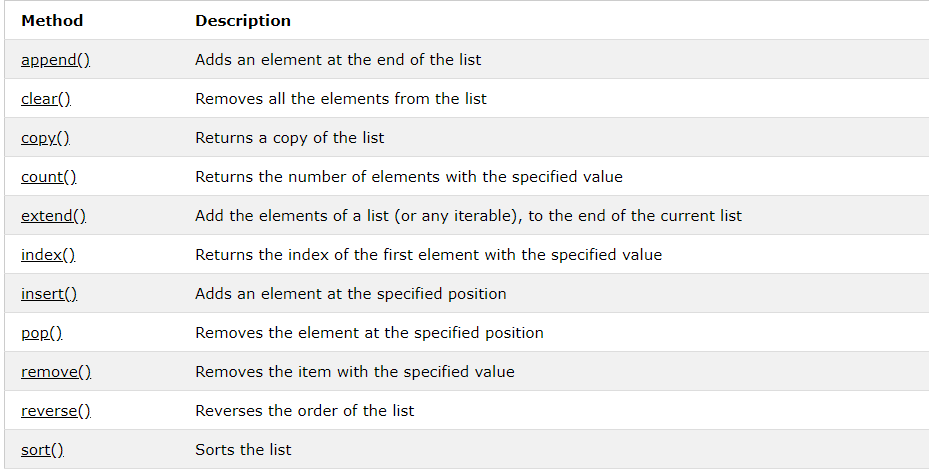 Method Description
append() Adds an element at the end of the list
clear() Removes all the elements from the list
copy() Returns a copy of the list
count() Returns the number of elements with the specified value
extend() Add the elements of a list (or any iterable), to the end of the current list
index() Returns the index of the first element with the specified value
insert() Adds an element at the specified position
pop() Removes the element at the specified position
remove() Removes the item with the specified value
reverse() Reverses the order of the list
sort() Sorts the list